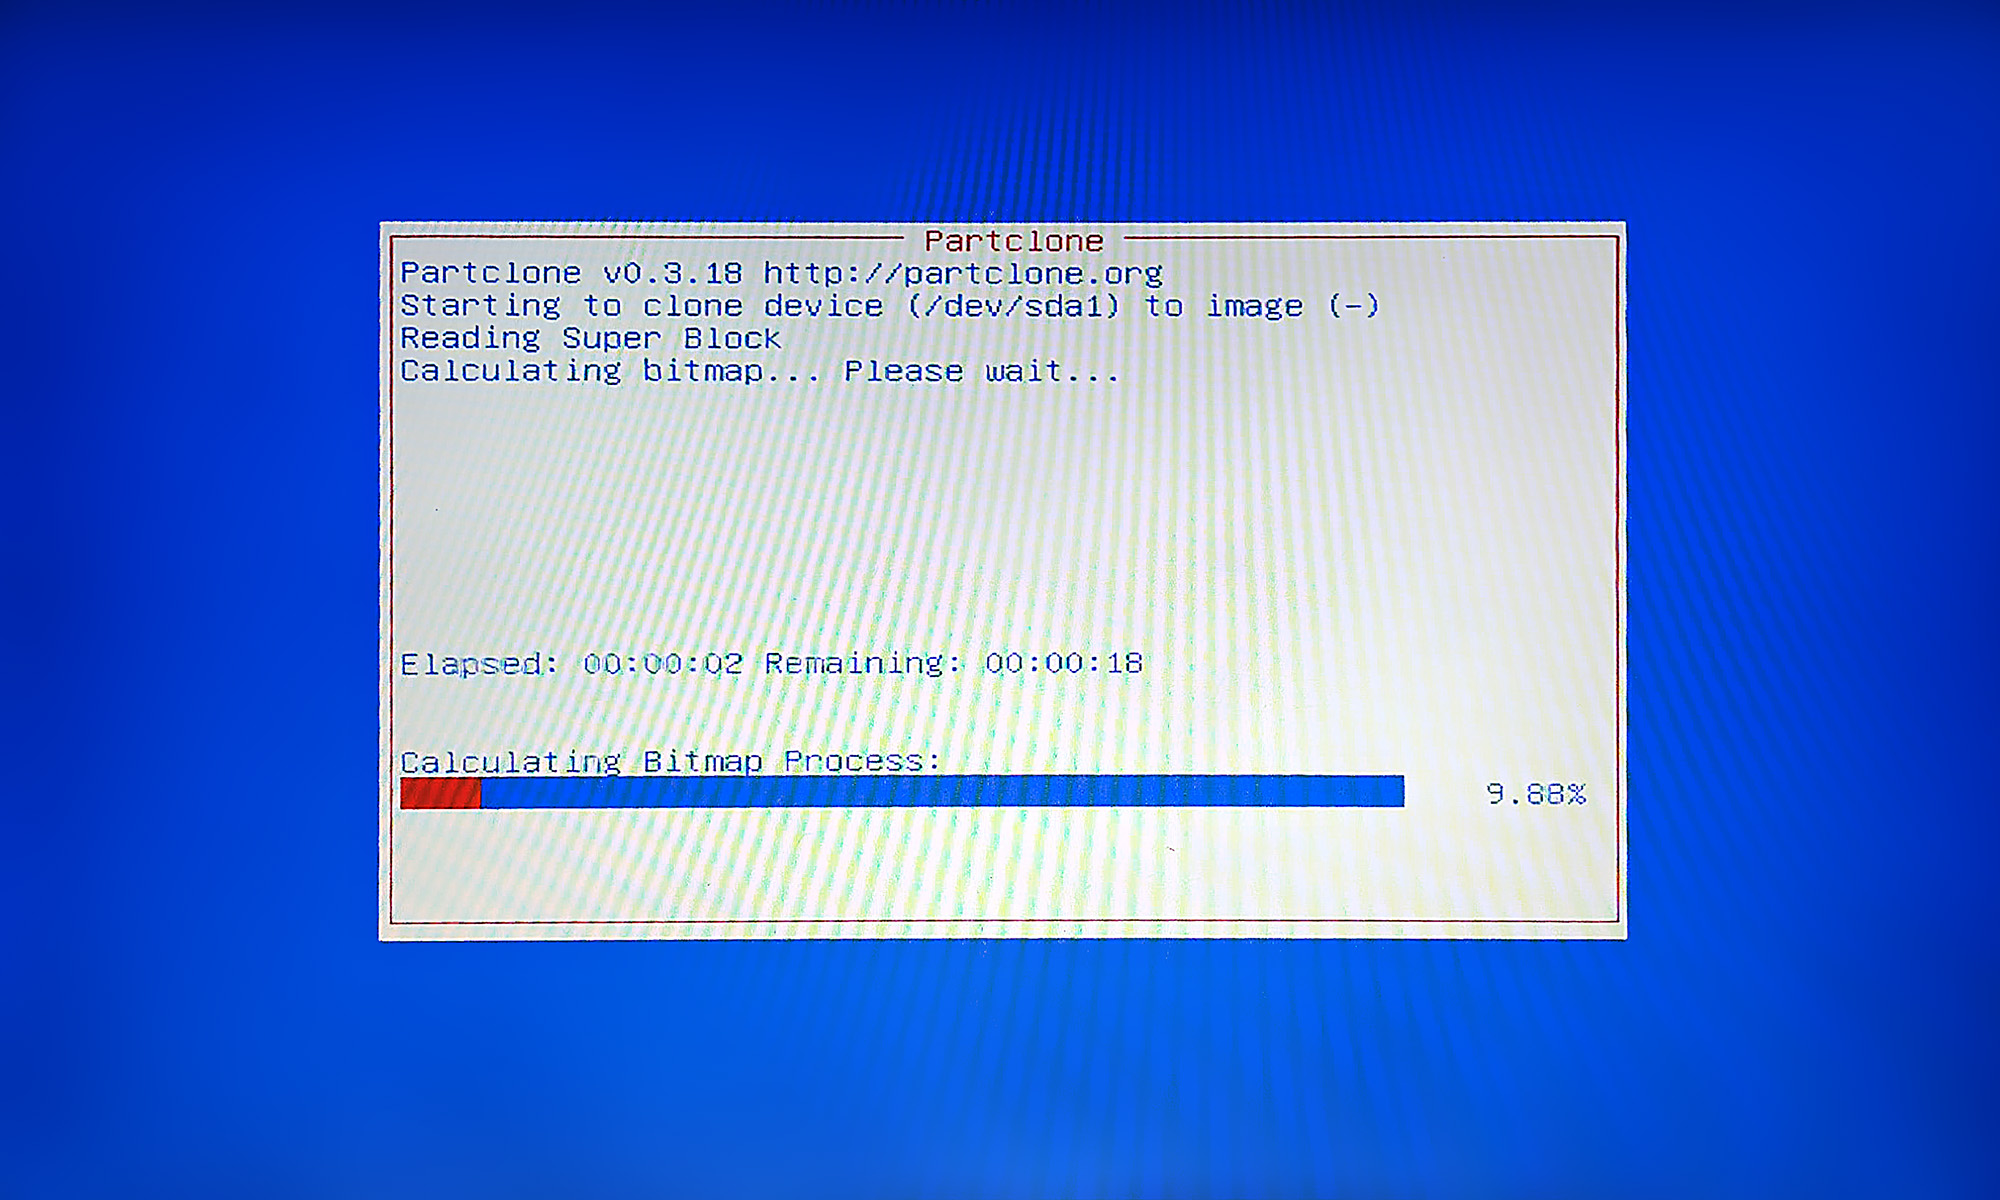 Partclone
Partclone v0.3.18 http://partclone.org
Starting to clone device (/dev/sda1) to image (-)
Reading Super Block
Calculating bitmap... Please wait...
Elapsed: 00:00:02 Remaining: 00:00:18
Calculating Bitmap Process:
9.88%